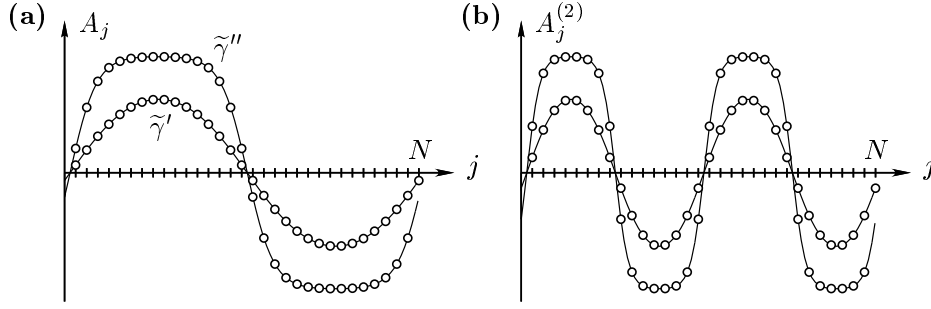 (a)
A_j
γ̃″
γ̃′
N
j
(b)
A_j^{(2)}
N
j